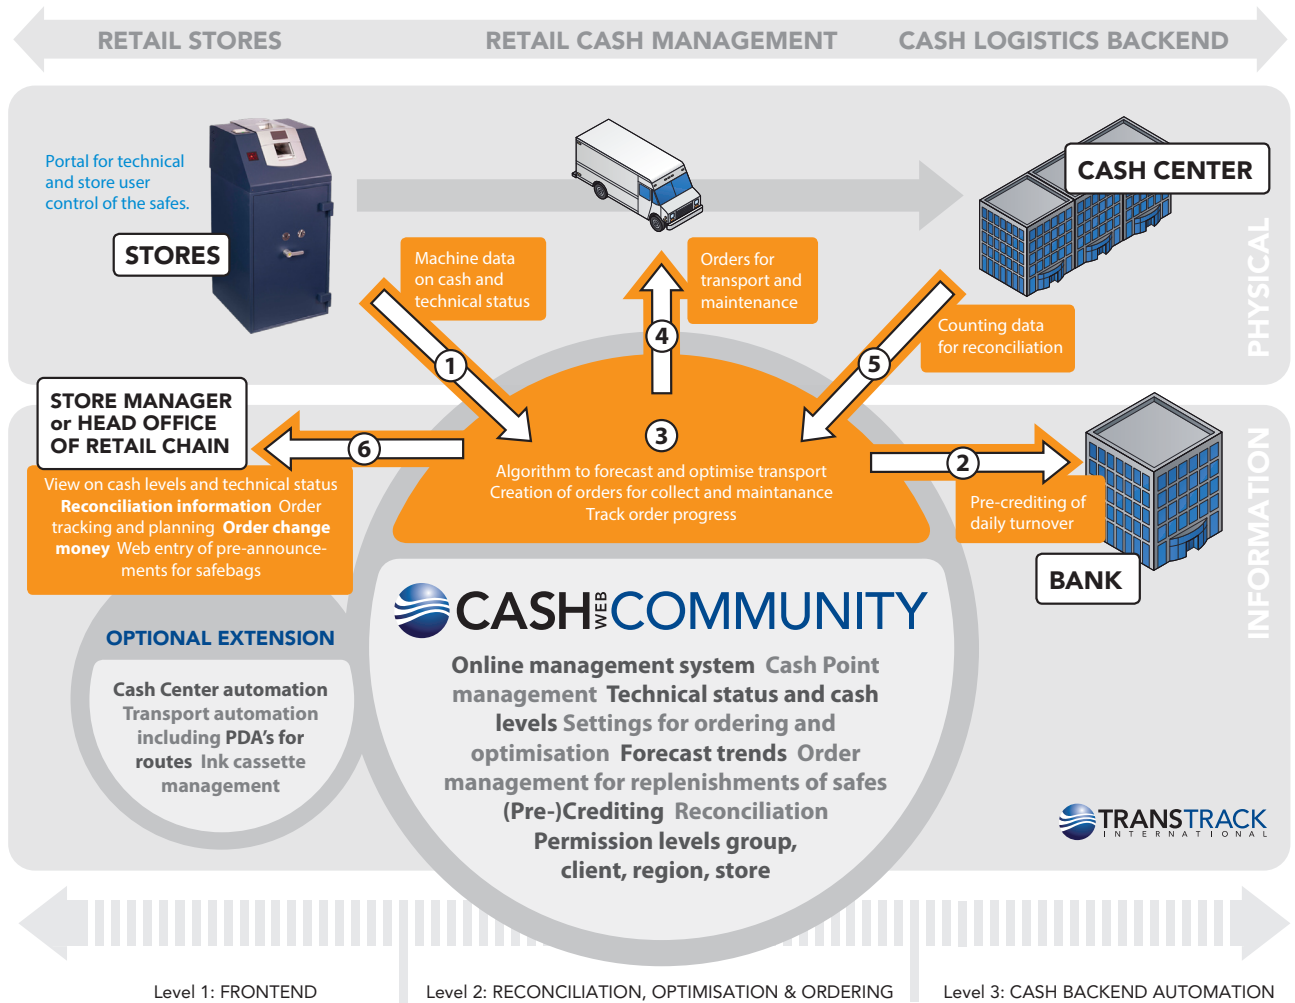 RETAIL STORES
RETAIL CASH MANAGEMENT
CASH LOGISTICS BACKEND
Portal for technical
and store user
control of the safes.
STORES
CASH CENTER
PHYSICAL
Machine data
on cash and
technical status
Orders for
transport and
maintenance
Counting data
for reconciliation
1
4
5
STORE MANAGER
or HEAD OFFICE
OF RETAIL CHAIN
6
3
2
View on cash levels and technical status
Reconciliation information Order
tracking and planning Order change
money Web entry of pre-announce-
ments for safebags
Algorithm to forecast and optimise transport
Creation of orders for collect and maintanance
Track order progress
Pre-crediting of
daily turnover
BANK
INFORMATION
OPTIONAL EXTENSION
Cash Center automation
Transport automation
including PDA's for
routes Ink cassette
management
CASH WEB COMMUNITY
Online management system Cash Point
management Technical status and cash
levels Settings for ordering and
optimisation Forecast trends Order
management for replenishments of safes
(Pre-)Crediting Reconciliation
Permission levels group,
client, region, store
TRANSTRACK
INTERNATIONAL
Level 1: FRONTEND
Level 2: RECONCILIATION, OPTIMISATION & ORDERING
Level 3: CASH BACKEND AUTOMATION